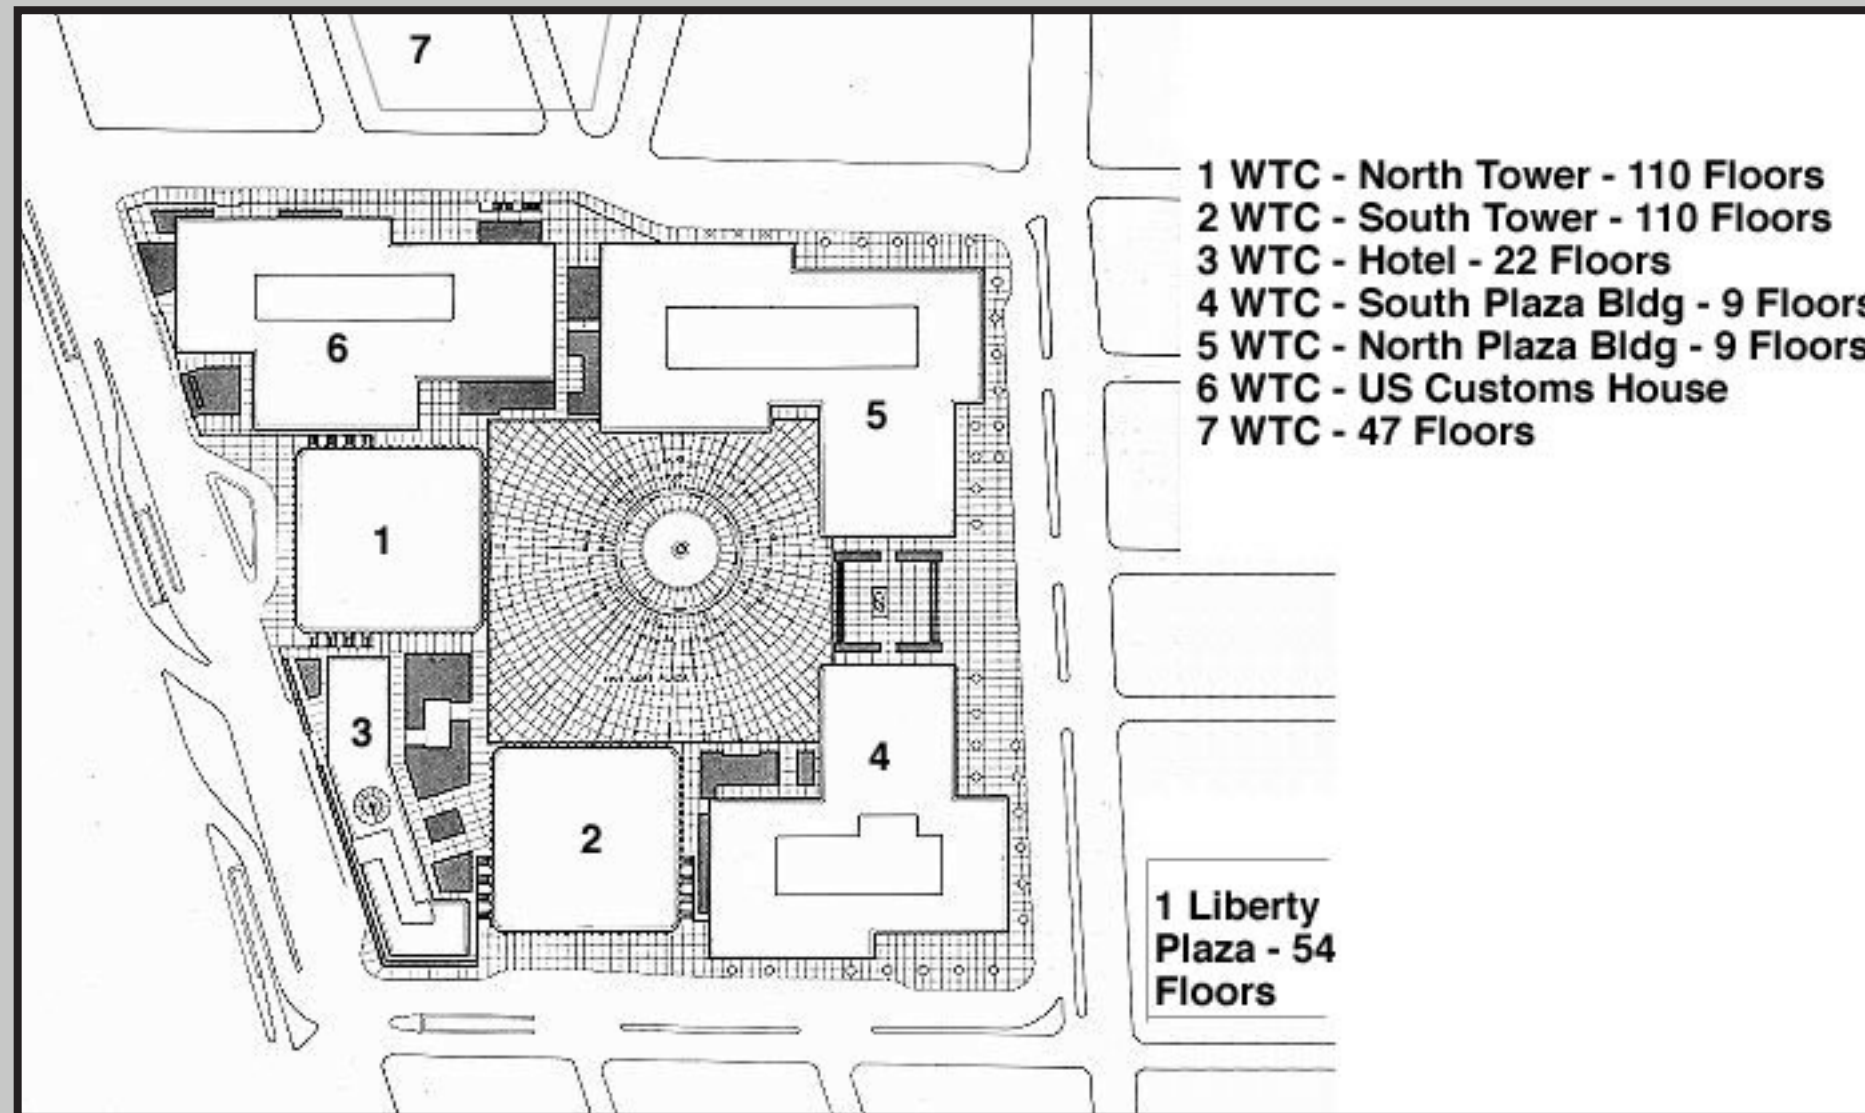 7
1 WTC - North Tower - 110 Floors
2 WTC - South Tower - 110 Floors
3 WTC - Hotel - 22 Floors
4 WTC - South Plaza Bldg - 9 Floors
5 WTC - North Plaza Bldg - 9 Floors
6 WTC - US Customs House
7 WTC - 47 Floors
6
5
1
3
4
2
1 Liberty
Plaza - 54
Floors